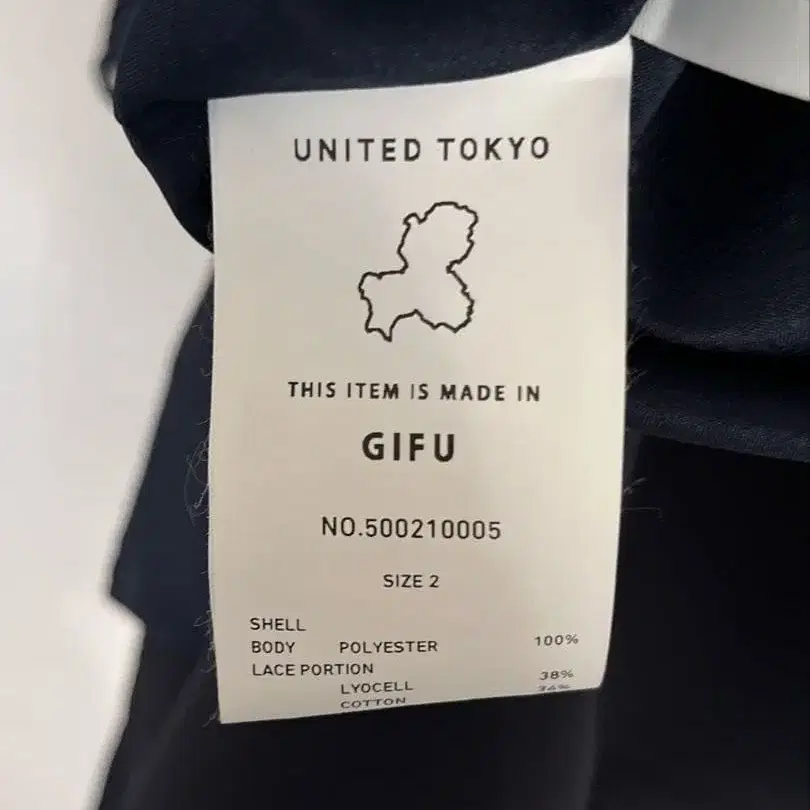 UNITED TOKYO
THIS ITEM IS MADE IN
GIFU
NO.500210005
SIZE 2
SHELL
BODY POLYESTER 100%
LACE PORTION
LYOCELL 38%
COTTON